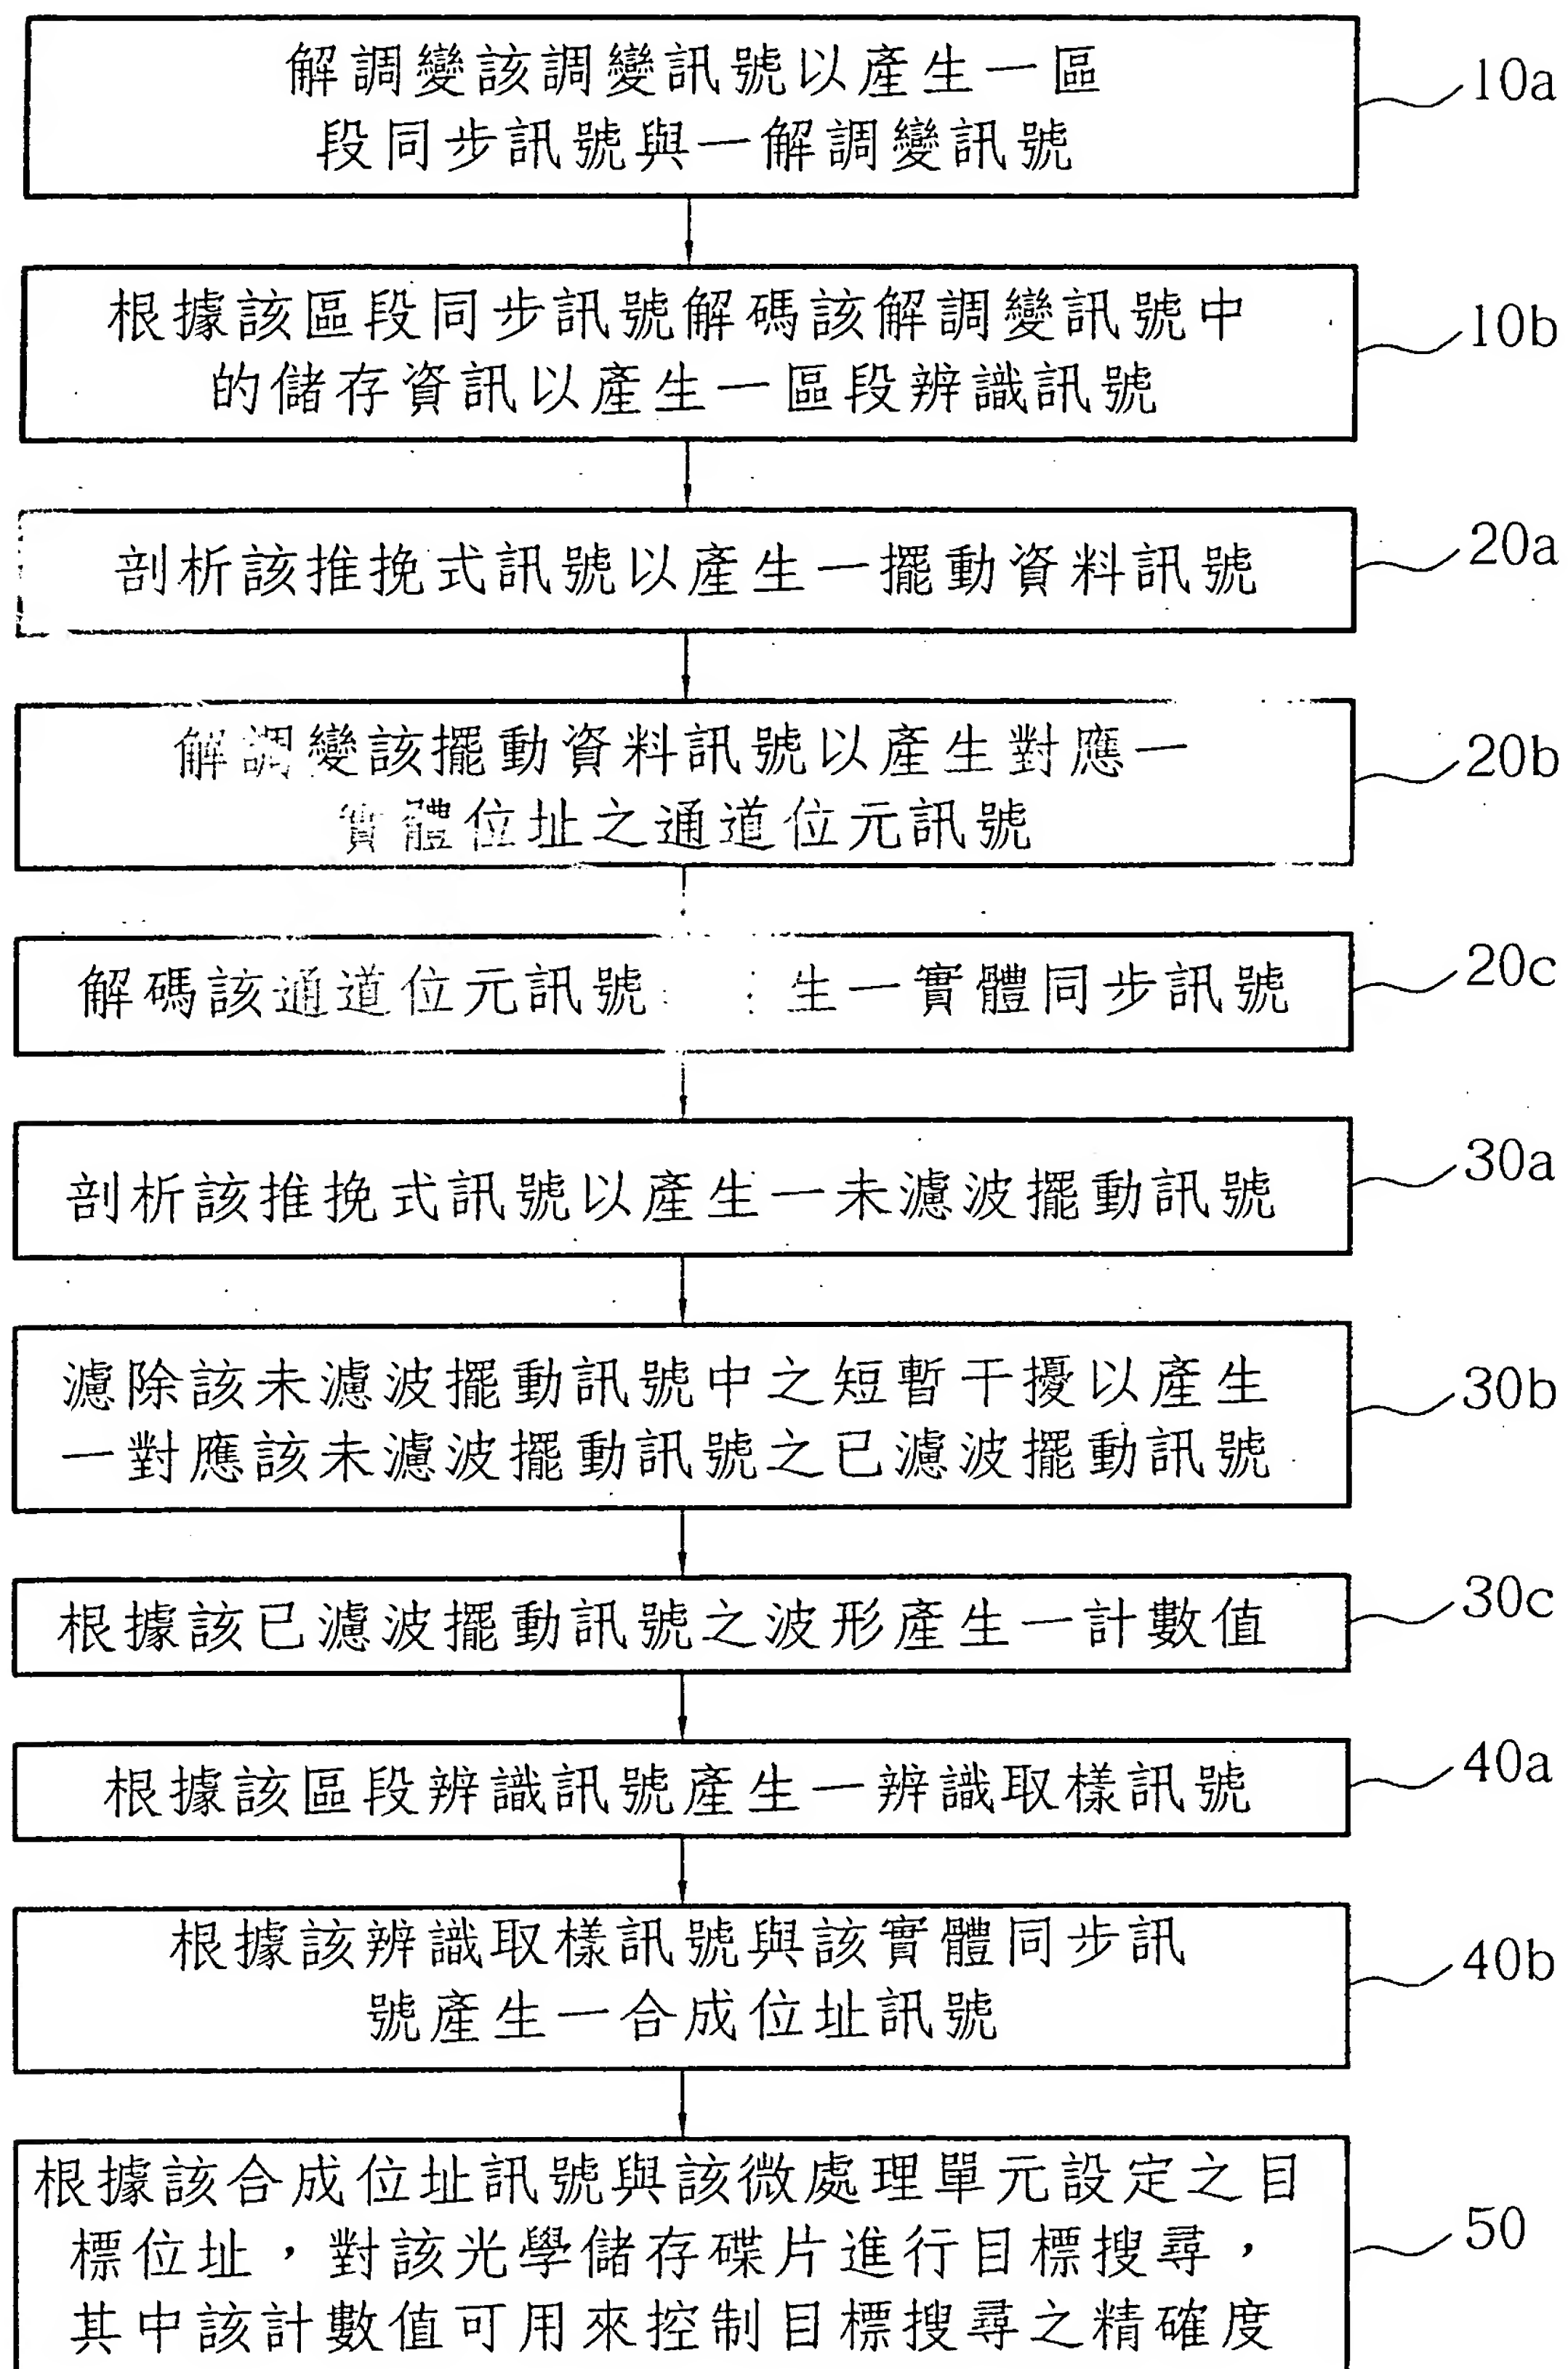 解調變該調變訊號以產生一區
段同步訊號與一解調變訊號
10a
根據該區段同步訊號解碼該解調變訊號中
的儲存資訊以產生一區段辨識訊號
10b
剖析該推挽式訊號以產生一擺動資料訊號
20a
解調變該擺動資料訊號以產生對應一
實體位址之通道位元訊號
20b
解碼該通道位元訊號 生一實體同步訊號
20c
剖析該推挽式訊號以產生一未濾波擺動訊號
30a
濾除該未濾波擺動訊號中之短暫干擾以產生
一對應該未濾波擺動訊號之已濾波擺動訊號
30b
根據該已濾波擺動訊號之波形產生一計數值
30c
根據該區段辨識訊號產生一辨識取樣訊號
40a
根據該辨識取樣訊號與該實體同步訊
號產生一合成位址訊號
40b
根據該合成位址訊號與該微處理單元設定之目
標位址，對該光學儲存碟片進行目標搜尋，
其中該計數值可用來控制目標搜尋之精確度
50